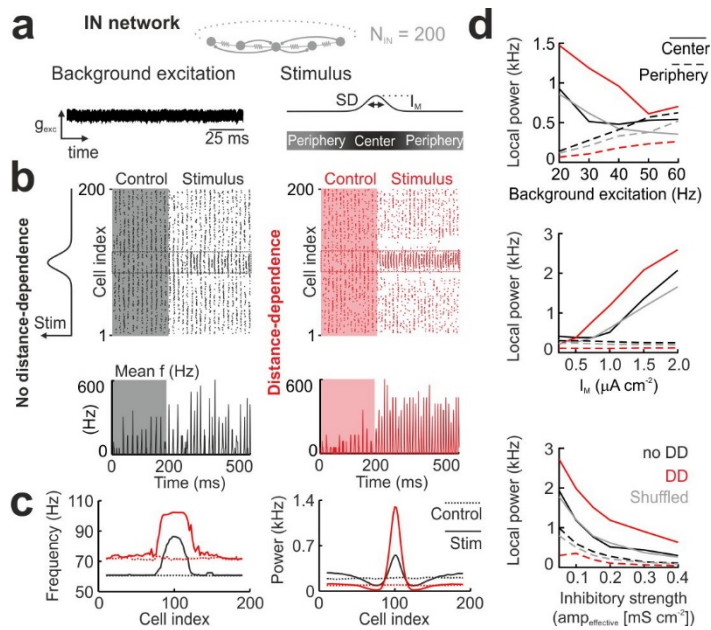 a
IN network
N_IN = 200
Background excitation
Stimulus
g_exc
time
25 ms
SD
I_M
Periphery Center Periphery
b
Control Stimulus
Control Stimulus
No distance-dependence
Distance-dependence
Stim
200
Cell index
1
200
Cell index
1
Mean f (Hz)
600
(Hz)
0
0 200 500
Time (ms)
600
0
0 200 500
Time (ms)
c
Frequency (Hz)
110
90
70
50
0 100 200
Cell index
Power (kHz)
1.4
0.7
0
0 100 200
Cell index
Control
Stim
d
Local power (kHz)
1.5
1
0.5
0
20 30 40 50 60
Background excitation (Hz)
Center
Periphery
Local power (kHz)
3
2
1
0
0.5 1.0 1.5 2.0
I_M (µA cm⁻²)
Local power (kHz)
3
2
1
0
0.1 0.2 0.3 0.4
no DD
DD
Shuffled
Inhibitory strength
(amp_effective [mS cm⁻²])